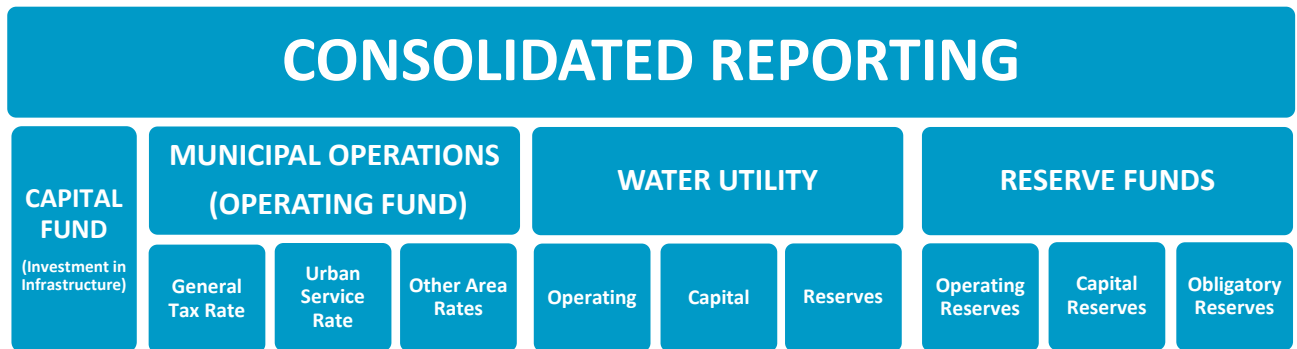 CONSOLIDATED REPORTING
CAPITAL
FUND
(Investment in
Infrastructure)
MUNICIPAL OPERATIONS
(OPERATING FUND)
General
Tax Rate
Urban
Service
Rate
Other Area
Rates
WATER UTILITY
Operating
Capital
Reserves
RESERVE FUNDS
Operating
Reserves
Capital
Reserves
Obligatory
Reserves